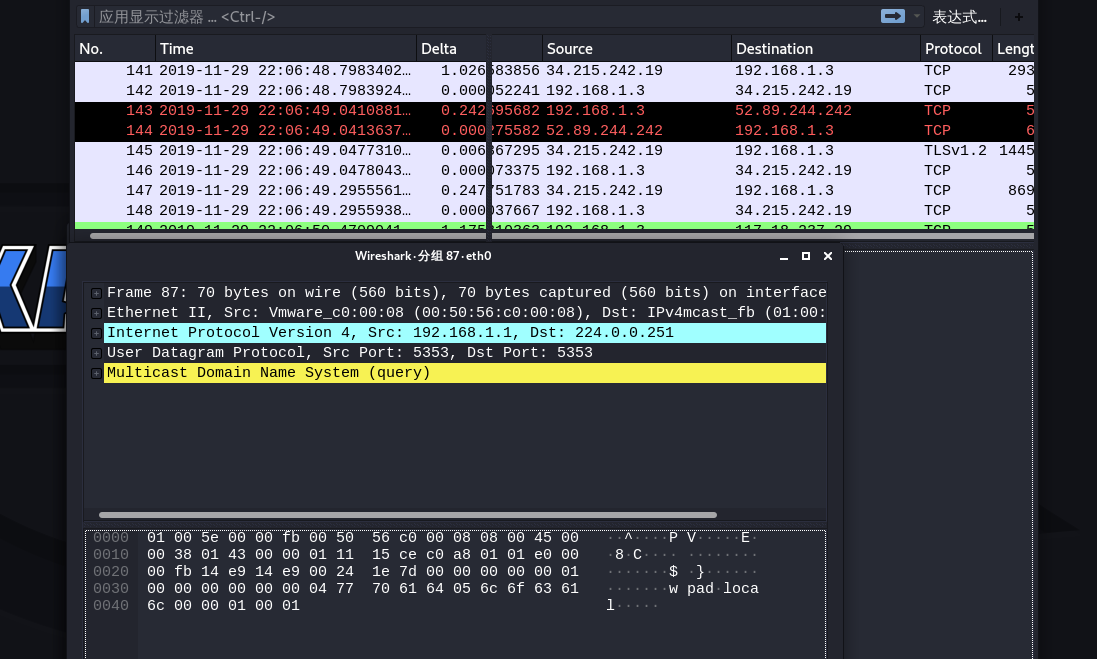 应用显示过滤器 … <Ctrl-/> 表达式…  +
No. Time Delta Source Destination Protocol Lengt
141 2019-11-29 22:06:48.7983402… 1.026583856 34.215.242.19 192.168.1.3 TCP 293
142 2019-11-29 22:06:48.7983924… 0.000052241 192.168.1.3 34.215.242.19 TCP 5
143 2019-11-29 22:06:49.0410881… 0.242695682 192.168.1.3 52.89.244.242 TCP 5
144 2019-11-29 22:06:49.0413637… 0.000275582 52.89.244.242 192.168.1.3 TCP 6
145 2019-11-29 22:06:49.0477310… 0.006367295 34.215.242.19 192.168.1.3 TLSv1.2 1445
146 2019-11-29 22:06:49.0478043… 0.000073375 192.168.1.3 34.215.242.19 TCP 5
147 2019-11-29 22:06:49.2955561… 0.247751783 34.215.242.19 192.168.1.3 TCP 869
148 2019-11-29 22:06:49.2955938… 0.000037667 192.168.1.3 34.215.242.19 TCP 5
Wireshark · 分组 87 · eth0
Frame 87: 70 bytes on wire (560 bits), 70 bytes captured (560 bits) on interface
Ethernet II, Src: Vmware_c0:00:08 (00:50:56:c0:00:08), Dst: IPv4mcast_fb (01:00:
Internet Protocol Version 4, Src: 192.168.1.1, Dst: 224.0.0.251
User Datagram Protocol, Src Port: 5353, Dst Port: 5353
Multicast Domain Name System (query)
0000 01 00 5e 00 00 fb 00 50 56 c0 00 08 08 00 45 00 ··^····P V·····E·
0010 00 38 01 43 00 00 01 11 15 ce c0 a8 01 01 e0 00 ·8·C···· ········
0020 00 fb 14 e9 14 e9 00 24 1e 7d 00 00 00 00 00 01 ·······$ ·}······
0030 00 00 00 00 00 00 04 77 70 61 64 05 6c 6f 63 61 ·······w pad·loca
0040 6c 00 00 01 00 01 l·····